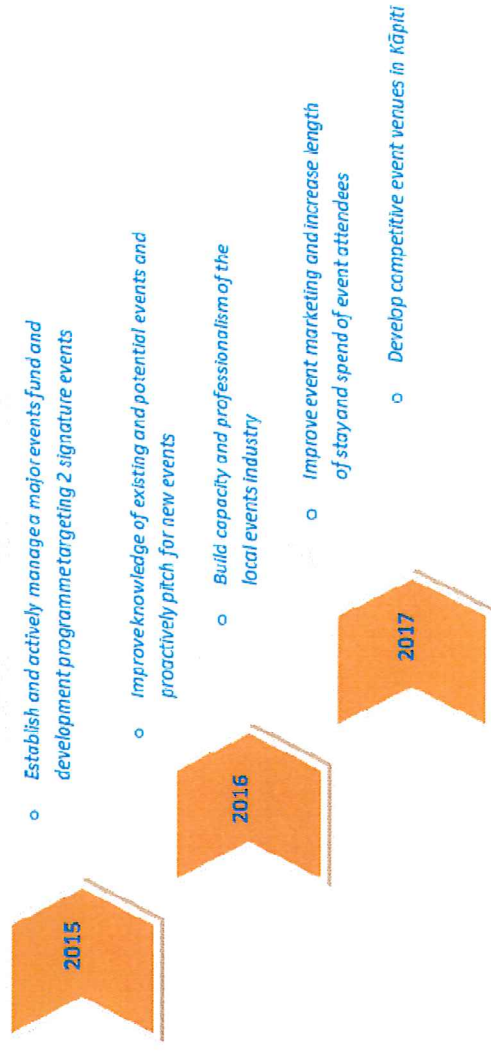 2015
○ Establish and actively manage a major events fund and
development programme targeting 2 signature events
○ Improve knowledge of existing and potential events and
proactively pitch for new events
2016
○ Build capacity and professionalism of the
local events industry
○ Improve event marketing and increase length
of stay and spend of event attendees
2017
○ Develop competitive event venues in Kāpiti